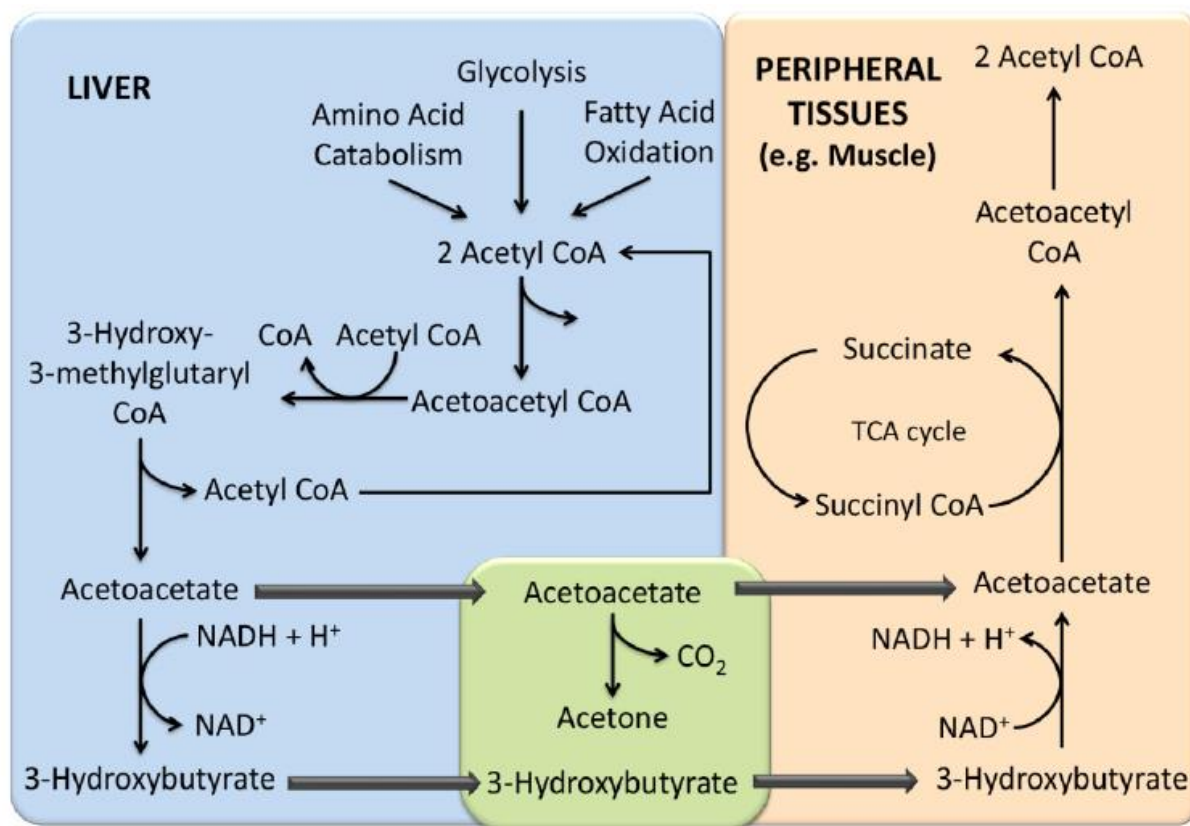 LIVER
Glycolysis
Amino Acid
Catabolism
Fatty Acid
Oxidation
2 Acetyl CoA
3-Hydroxy-
3-methylglutaryl
CoA
CoA
Acetyl CoA
Acetoacetyl CoA
Acetyl CoA
Acetoacetate
NADH + H⁺
NAD⁺
3-Hydroxybutyrate
Acetoacetate
CO₂
Acetone
3-Hydroxybutyrate
PERIPHERAL
TISSUES
(e.g. Muscle)
2 Acetyl CoA
Acetoacetyl
CoA
Succinate
TCA cycle
Succinyl CoA
Acetoacetate
NADH + H⁺
NAD⁺
3-Hydroxybutyrate